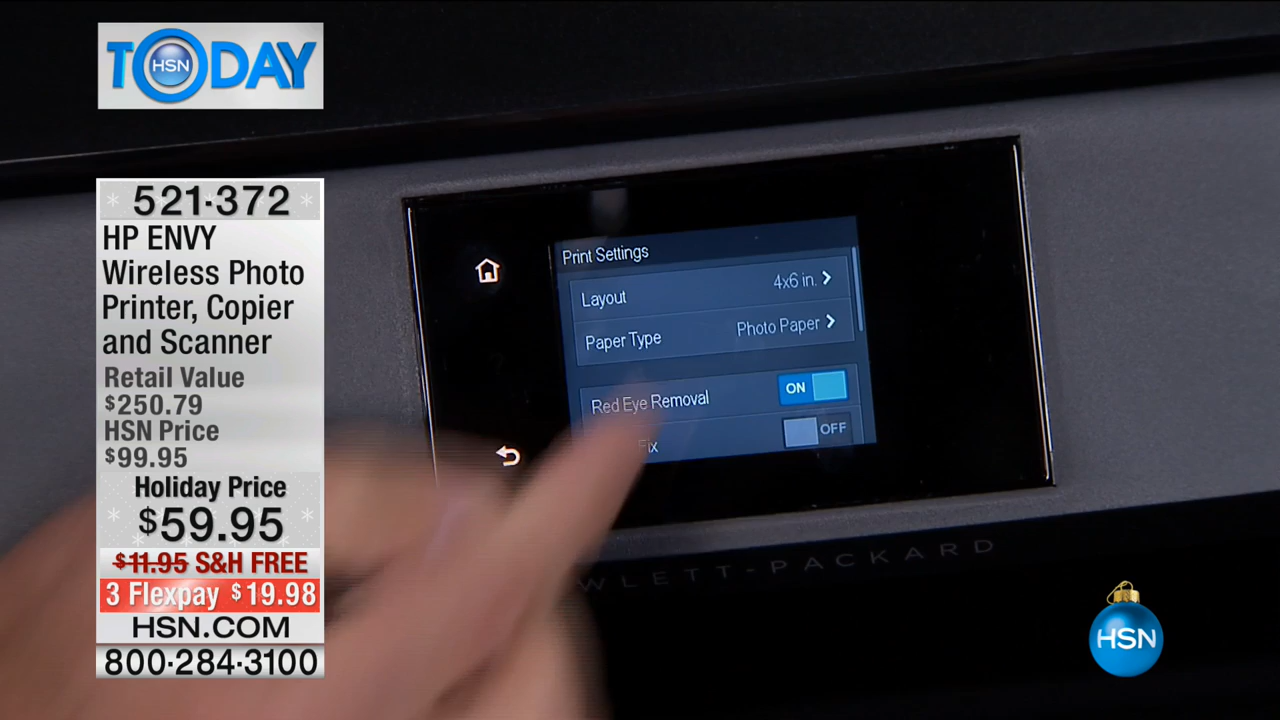 TODAY
HSN
521-372
HP ENVY
Wireless Photo
Printer, Copier
and Scanner
Retail Value
$250.79
HSN Price
$99.95
Holiday Price
$59.95
$11.95 S&H FREE
3 Flexpay $19.98
HSN.COM
800-284-3100
Print Settings
Layout 4x6 in.
Paper Type Photo Paper
Red Eye Removal ON
Fix OFF
WLETT-PACKARD
HSN